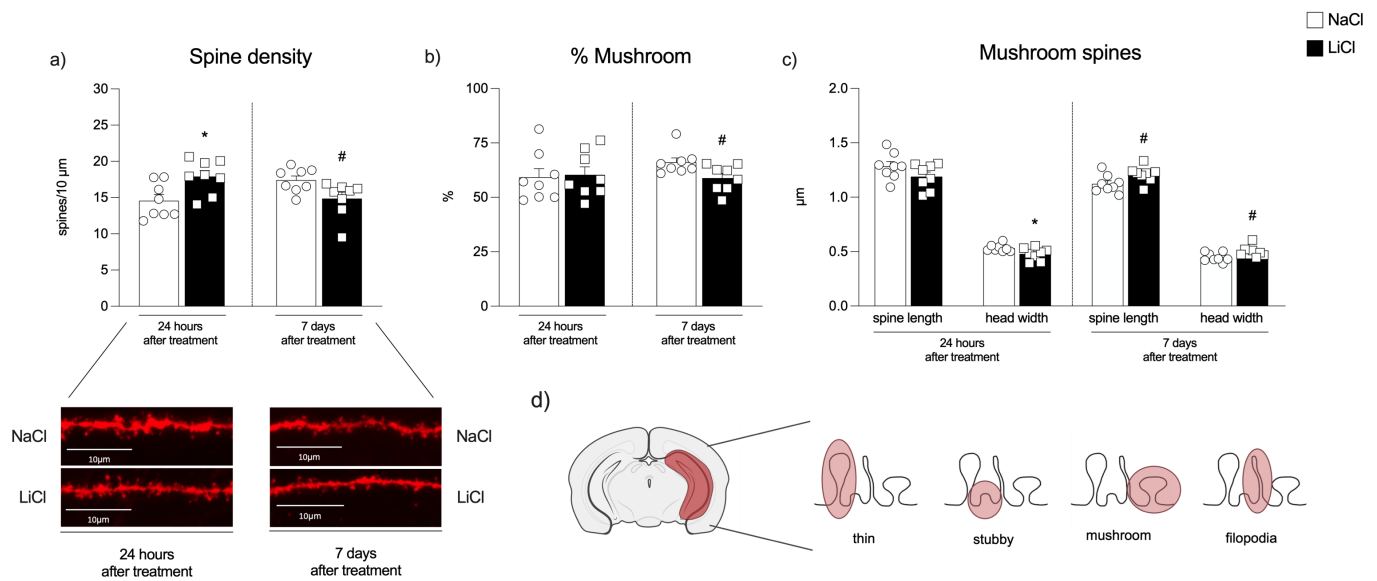 NaCl
LiCl
a)
Spine density
b)
% Mushroom
c)
Mushroom spines
30
25
20
15
10
5
0
spines/10 µm
*
#
24 hours
after treatment
7 days
after treatment
100
75
50
25
0
%
#
24 hours
after treatment
7 days
after treatment
2.0
1.5
1.0
0.5
0.0
µm
*
#
#
spine length
head width
spine length
head width
24 hours
after treatment
7 days
after treatment
NaCl
10µm
10µm
NaCl
LiCl
10µm
10µm
LiCl
24 hours
after treatment
7 days
after treatment
d)
thin
stubby
mushroom
filopodia